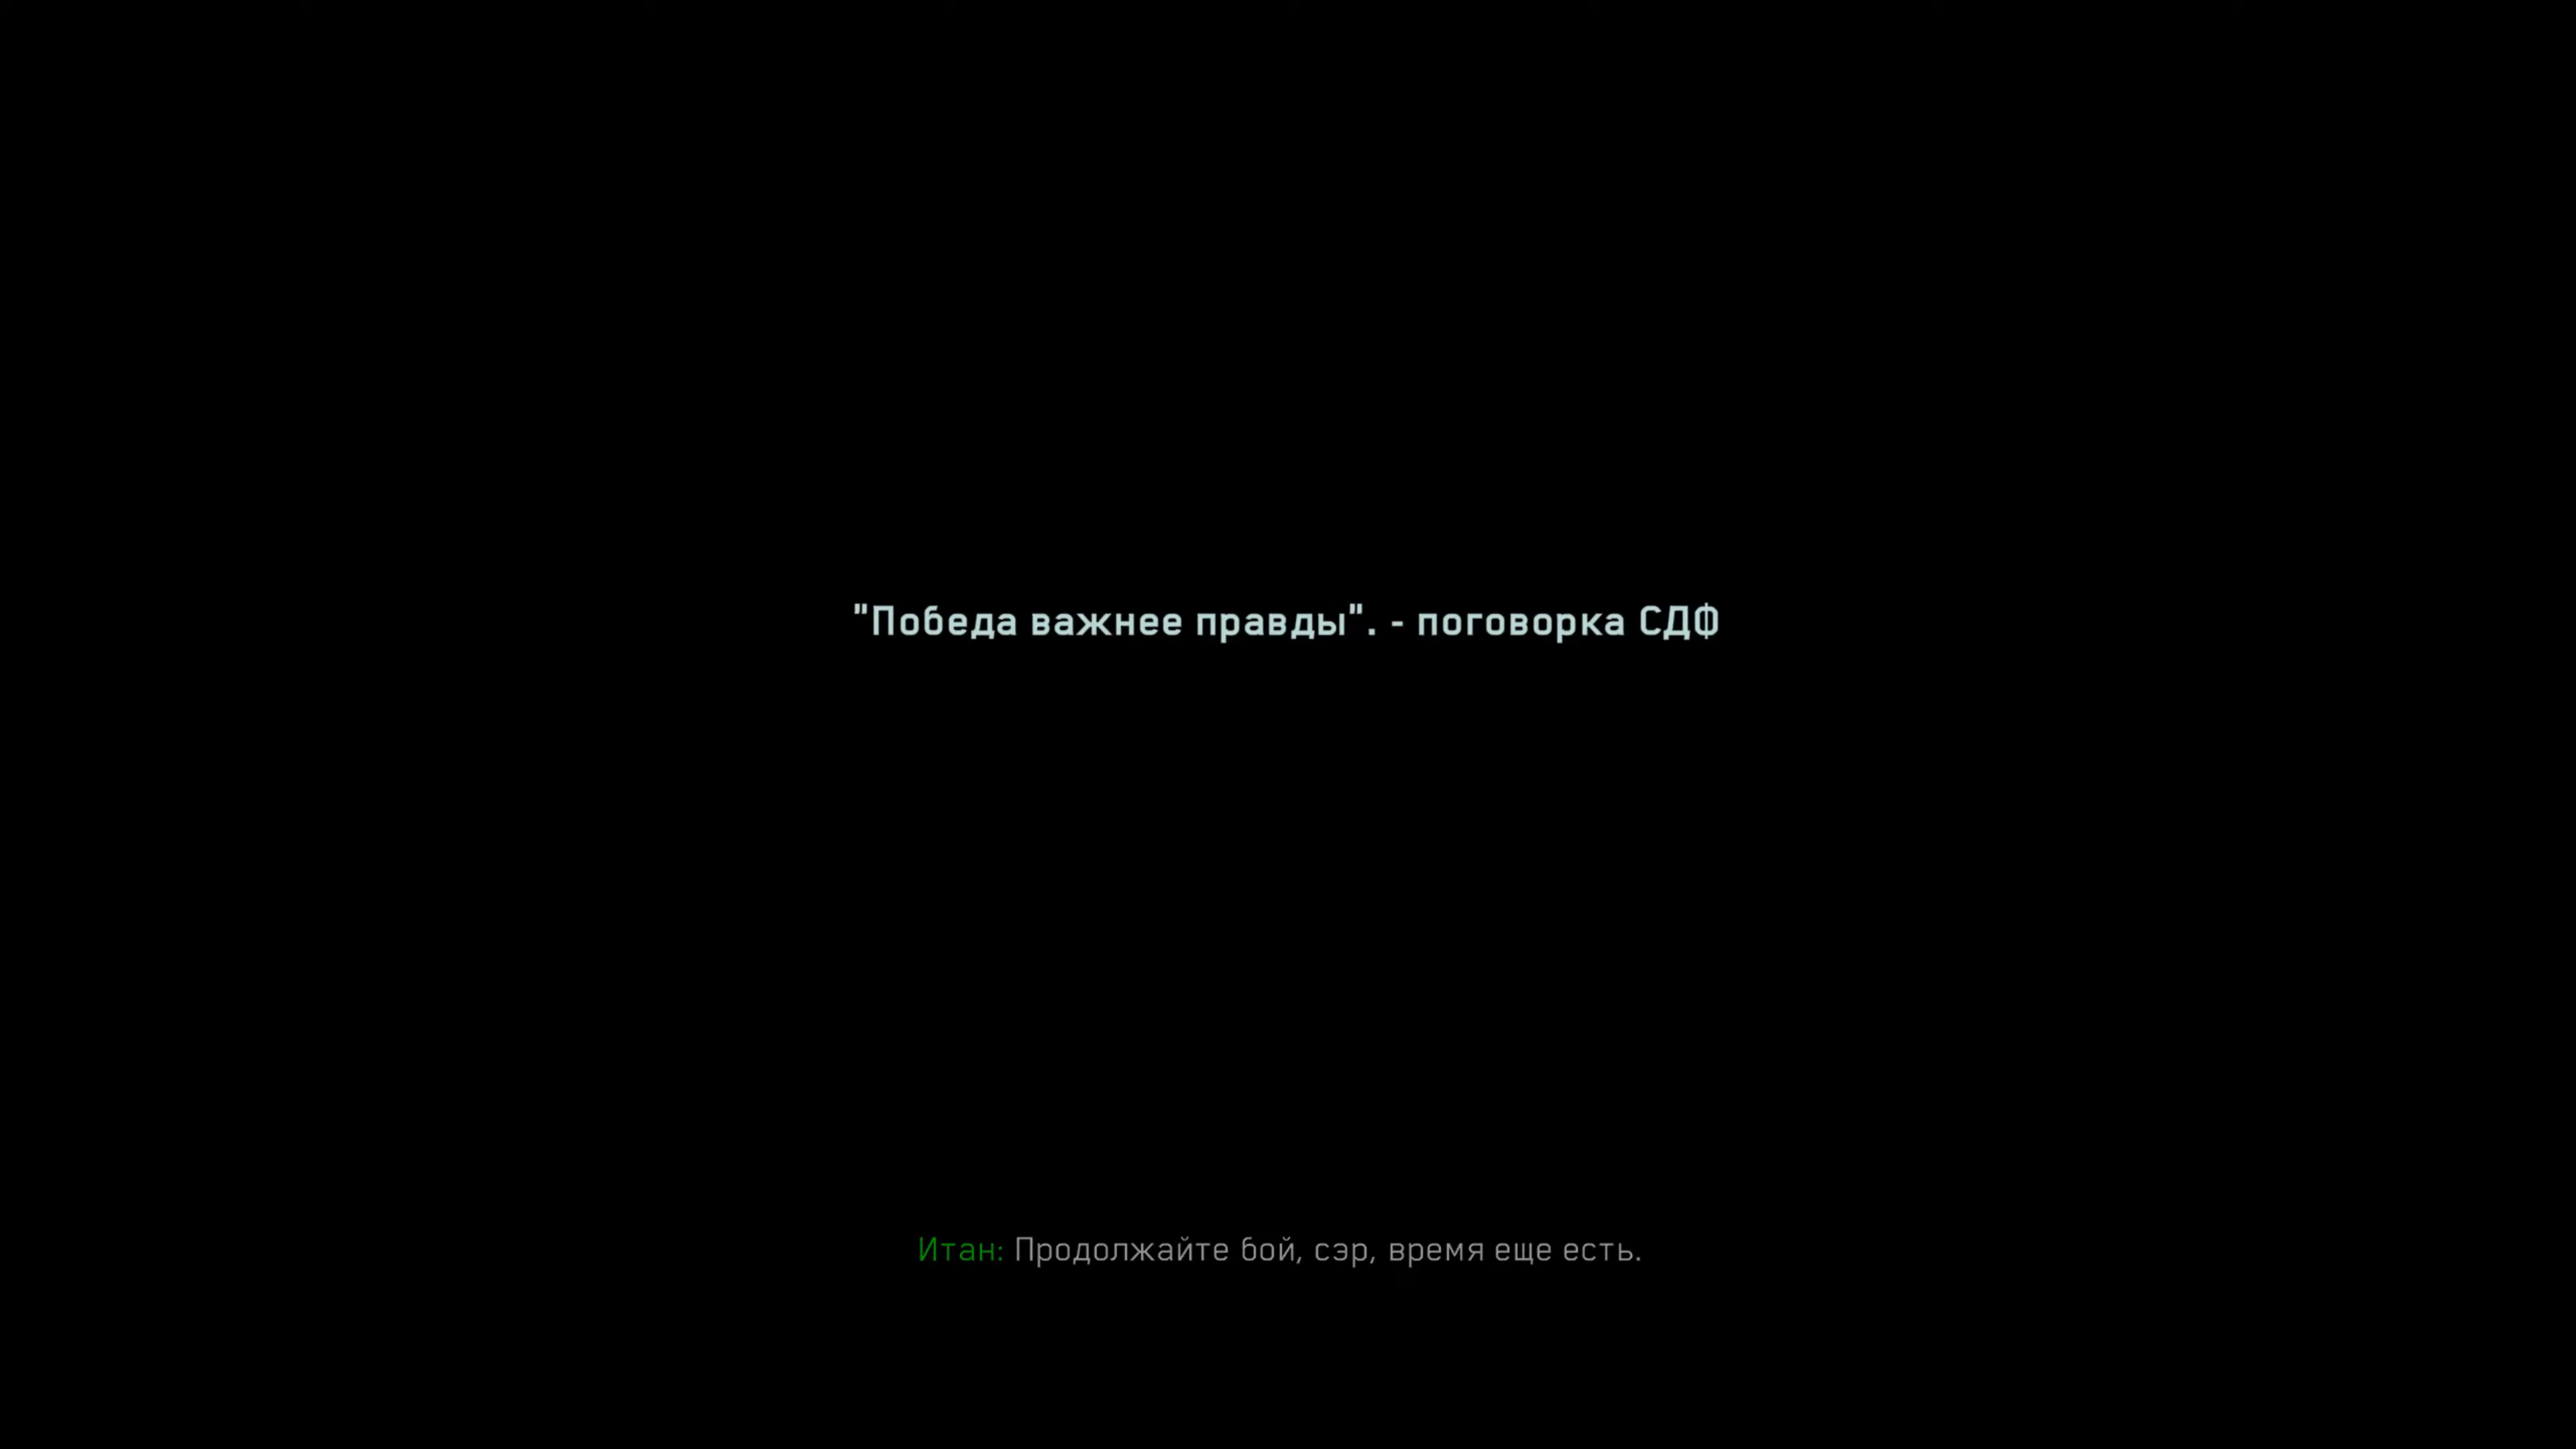 "Победа важнее правды". - поговорка СДФ
Итан: Продолжайте бой, сэр, время еще есть.